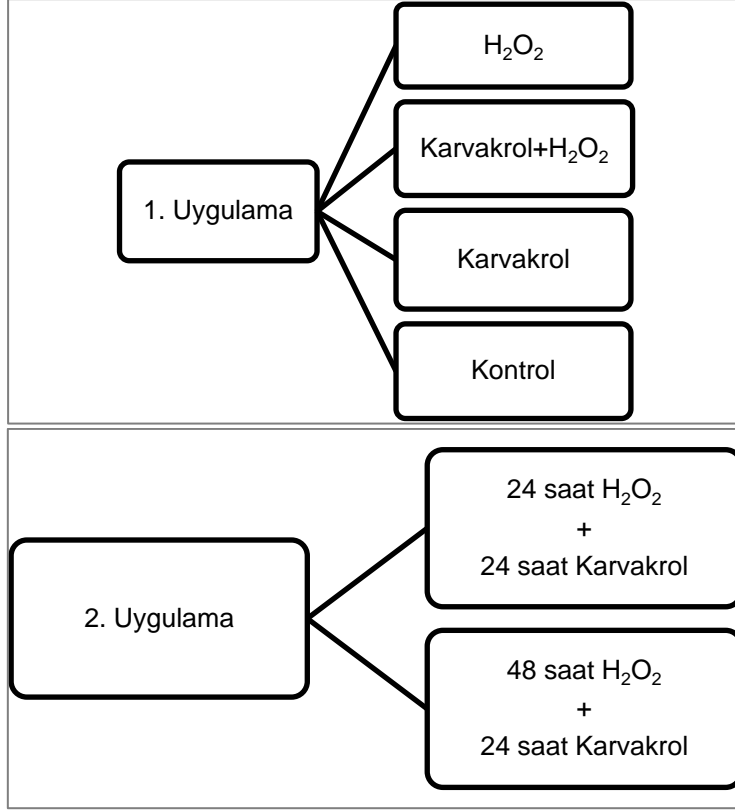 1. Uygulama
H₂O₂
Karvakrol+H₂O₂
Karvakrol
Kontrol
2. Uygulama
24 saat H₂O₂
+
24 saat Karvakrol
48 saat H₂O₂
+
24 saat Karvakrol